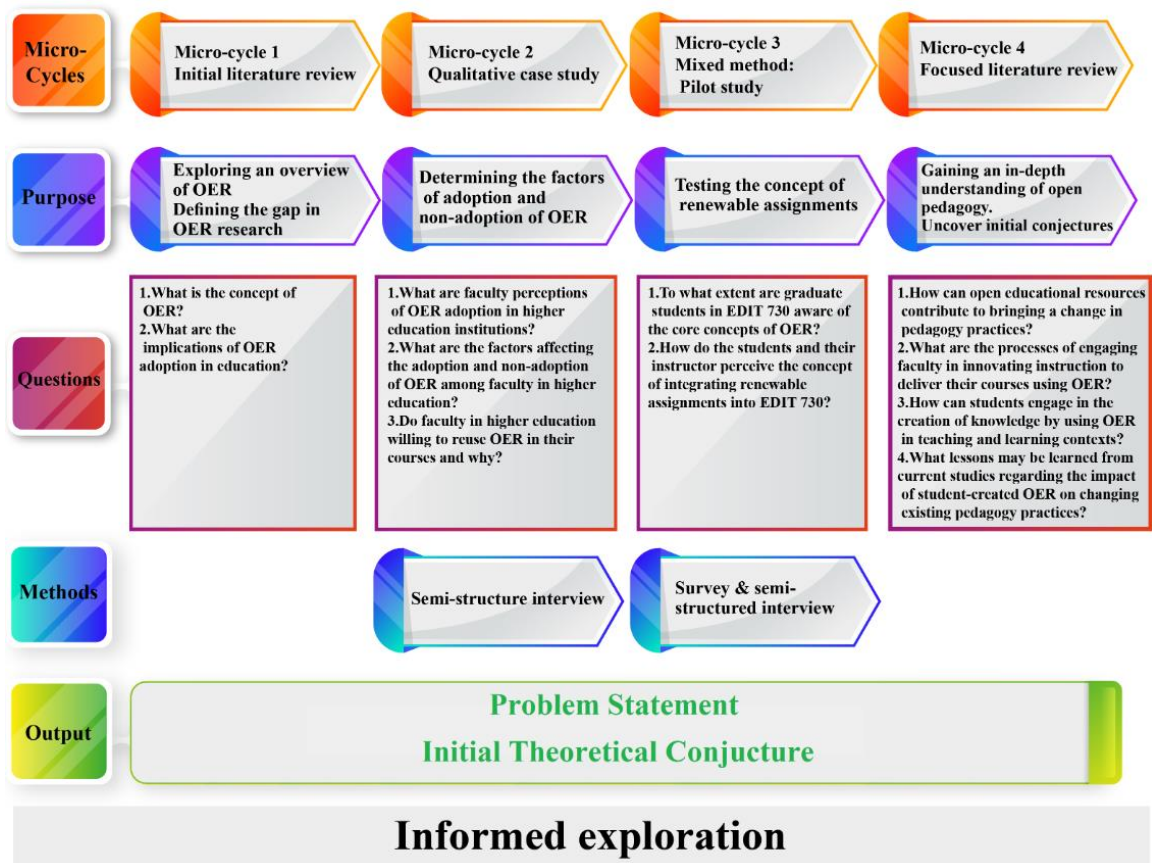 Micro-
Cycles
Micro-cycle 1
Initial literature review
Micro-cycle 2
Qualitative case study
Micro-cycle 3
Mixed method:
Pilot study
Micro-cycle 4
Focused literature review
Purpose
Exploring an overview
of OER
Defining the gap in
OER research
Determining the factors
of adoption and
non-adoption of OER
Testing the concept of
renewable assignments
Gaining an in-depth
understanding of open
pedagogy.
Uncover initial conjectures
Questions
1.What is the concept of
OER?
2.What are the
implications of OER
adoption in education?
1.What are faculty perceptions
of OER adoption in higher
education institutions?
2.What are the factors affecting
the adoption and non-adoption
of OER among faculty in higher
education?
3.Do faculty in higher education
willing to reuse OER in their
courses and why?
1.To what extent are graduate
students in EDIT 730 aware of
the core concepts of OER?
2.How do the students and their
instructor perceive the concept
of integrating renewable
assignments into EDIT 730?
1.How can open educational resources
contribute to bringing a change in
pedagogy practices?
2.What are the processes of engaging
faculty in innovating instruction to
deliver their courses using OER?
3.How can students engage in the
creation of knowledge by using OER
in teaching and learning contexts?
4.What lessons may be learned from
current studies regarding the impact
of student-created OER on changing
existing pedagogy practices?
Methods
Semi-structure interview
Survey & semi-
structured interview
Output
Problem Statement
Initial Theoretical Conjucture
Informed exploration